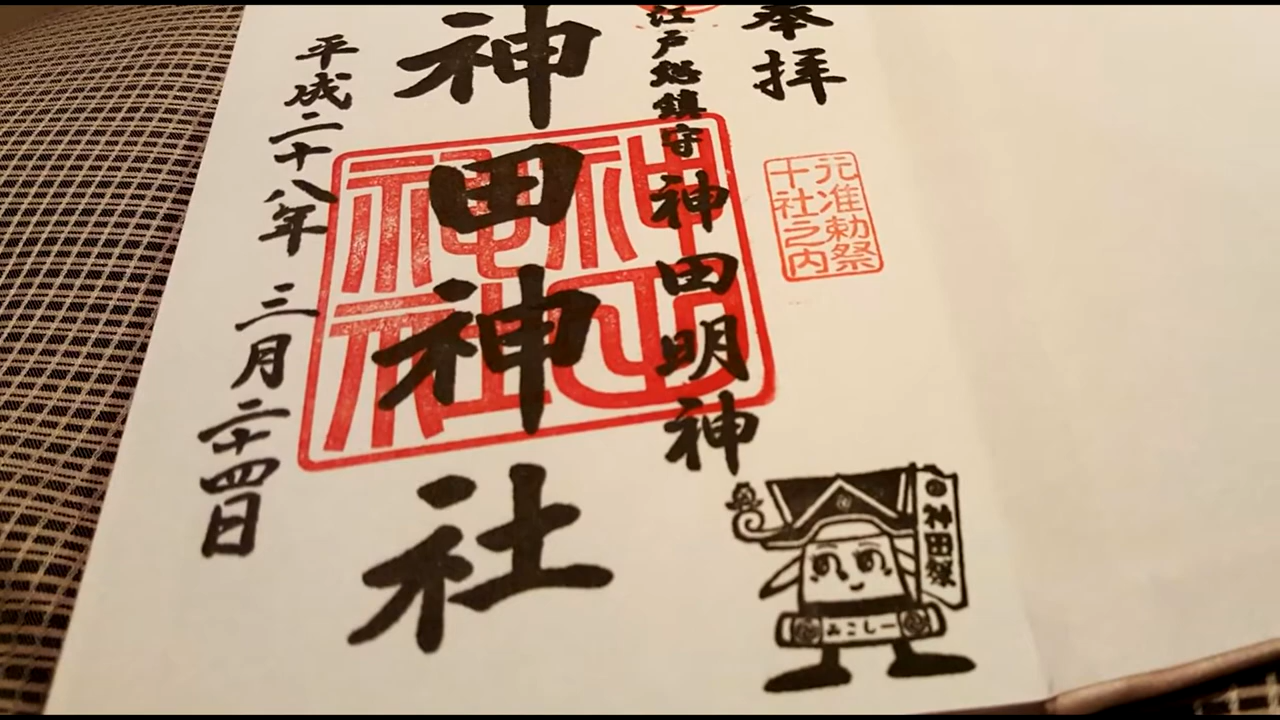 奉拝
元准勅祭
十社之内
江戸総鎮守 神田明神
神田神社
神田
神社
平成二十八年 三月二十四日
神田祭
みこしー